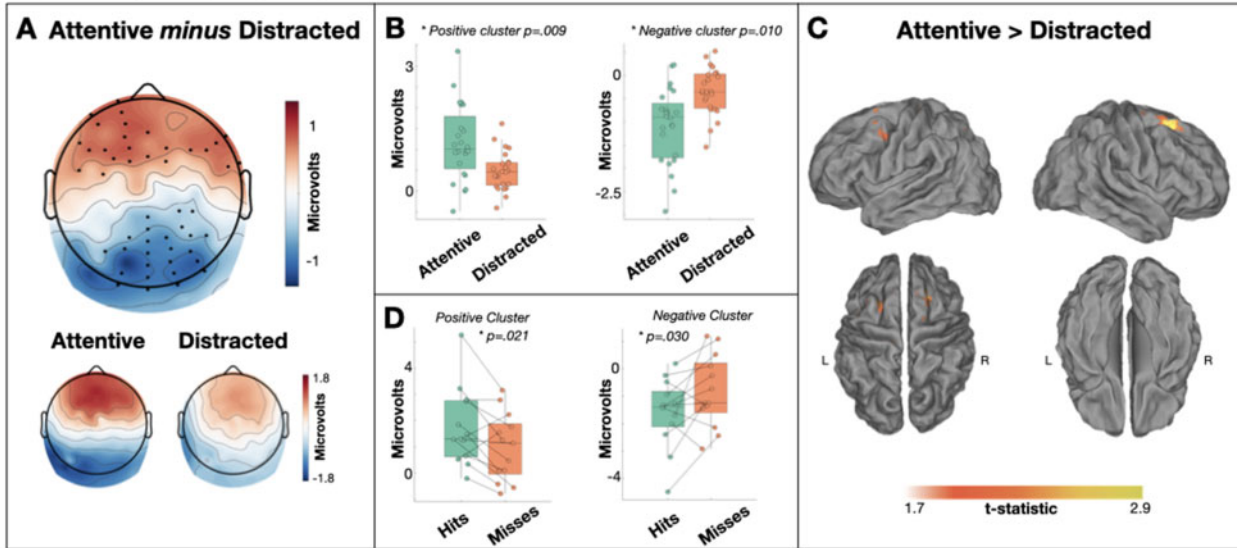 A Attentive minus Distracted
1
Microvolts
-1
Attentive Distracted
1.8
Microvolts
-1.8
B
* Positive cluster p=.009
3
Microvolts
0
Attentive
Distracted
* Negative cluster p=.010
-0
Microvolts
-2.5
Attentive
Distracted
C Attentive > Distracted
L R
L R
1.7 t-statistic 2.9
D
Positive Cluster
* p=.021
4
Microvolts
0
Hits
Misses
Negative Cluster
* p=.030
-0
Microvolts
-4
Hits
Misses